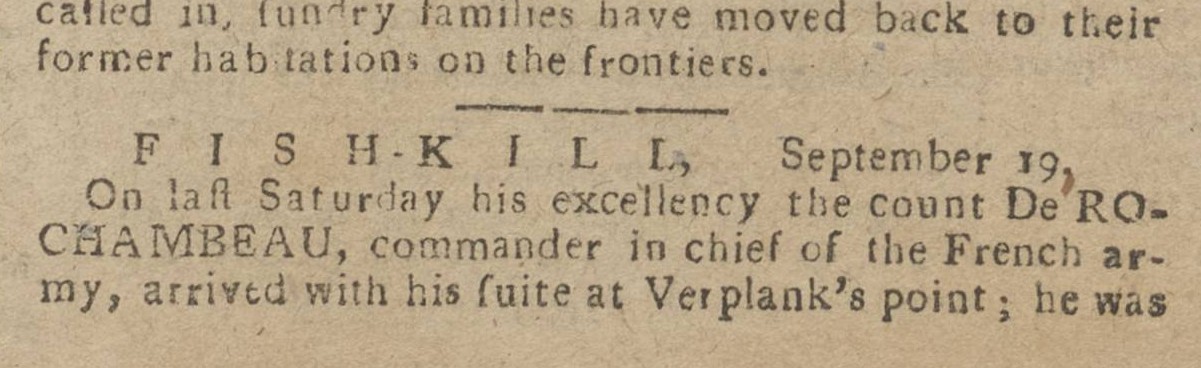 called in, ſundry families have moved back to their
former habitations on the frontiers.
FISH-KILL, September 19,
On laſt Saturday his excellency the count De RO-
CHAMBEAU, commander in chief of the French ar-
my, arrived with his ſuite at Verplank's point; he was